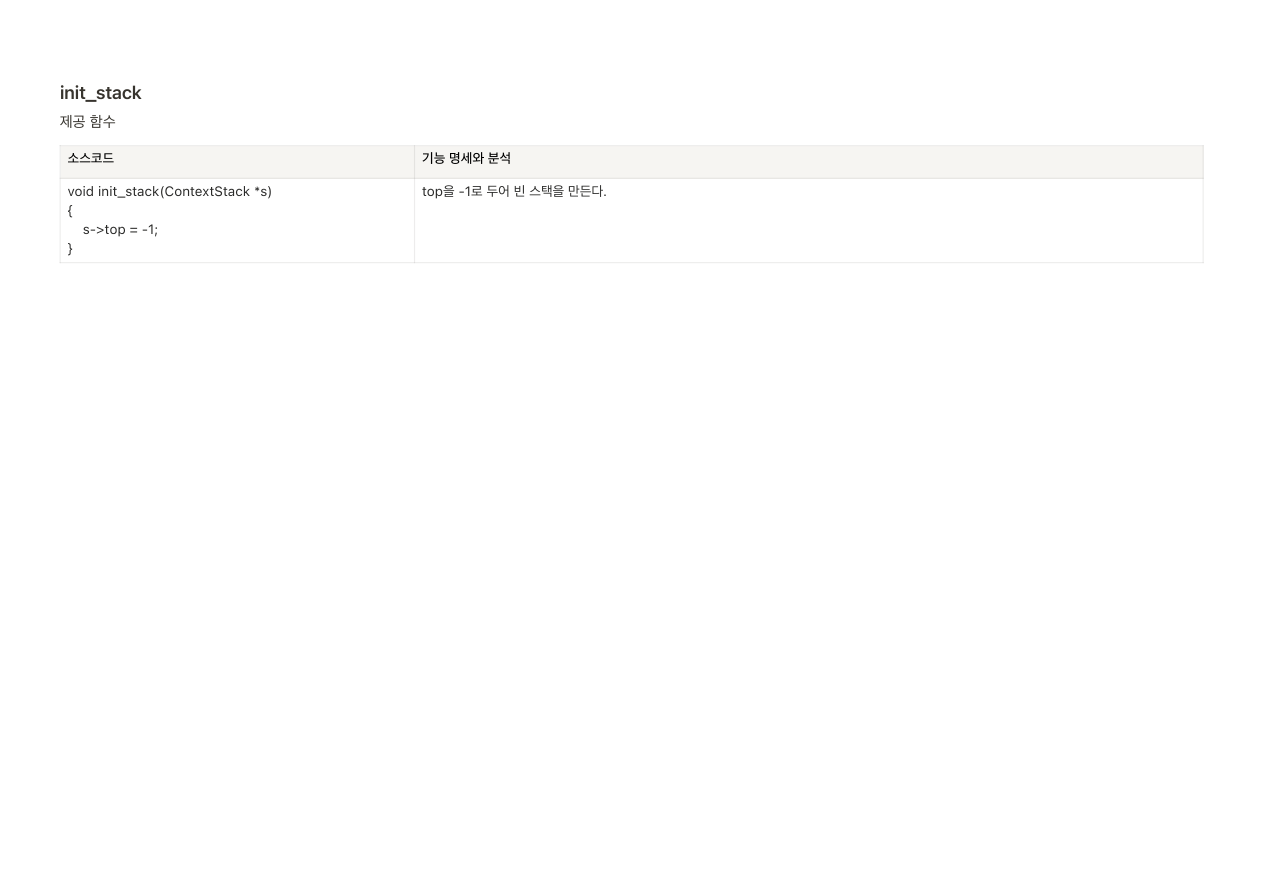 init_stack
제공 함수
소스코드
기능 명세와 분석
void init_stack(ContextStack *s)
{
    s->top = -1;
}
top을 -1로 두어 빈 스택을 만든다.